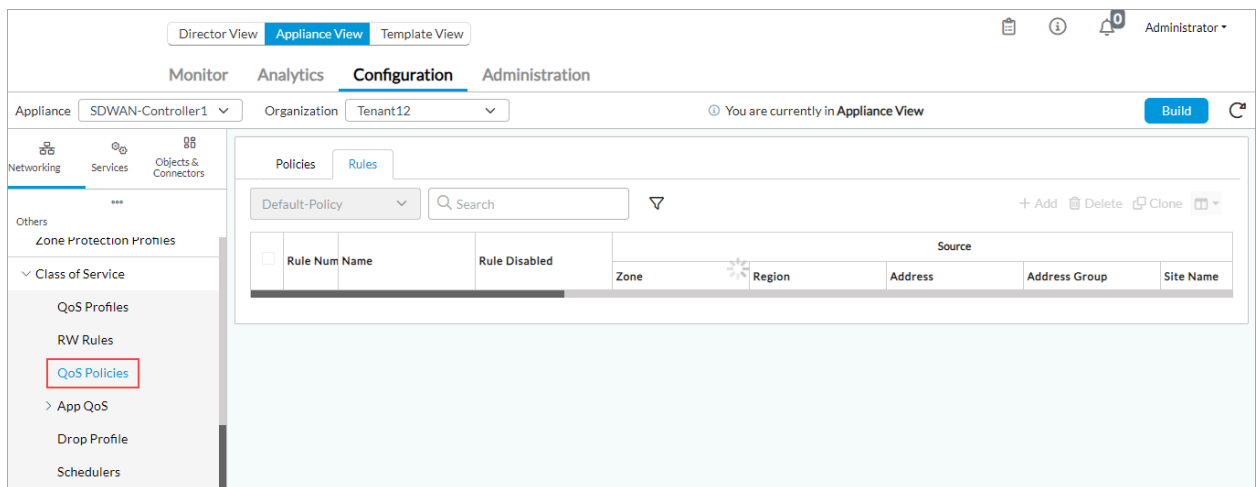 Director View Appliance View Template View 0 Administrator
Monitor Analytics Configuration Administration
Appliance SDWAN-Controller1 Organization Tenant12 You are currently in Appliance View Build
Networking Services Objects & Connectors
Others
Zone Protection Profiles
Class of Service
QoS Profiles
RW Rules
QoS Policies
App QoS
Drop Profile
Schedulers
Policies Rules
Default-Policy Search + Add Delete Clone
Rule Num Name Rule Disabled Source
Zone Region Address Address Group Site Name